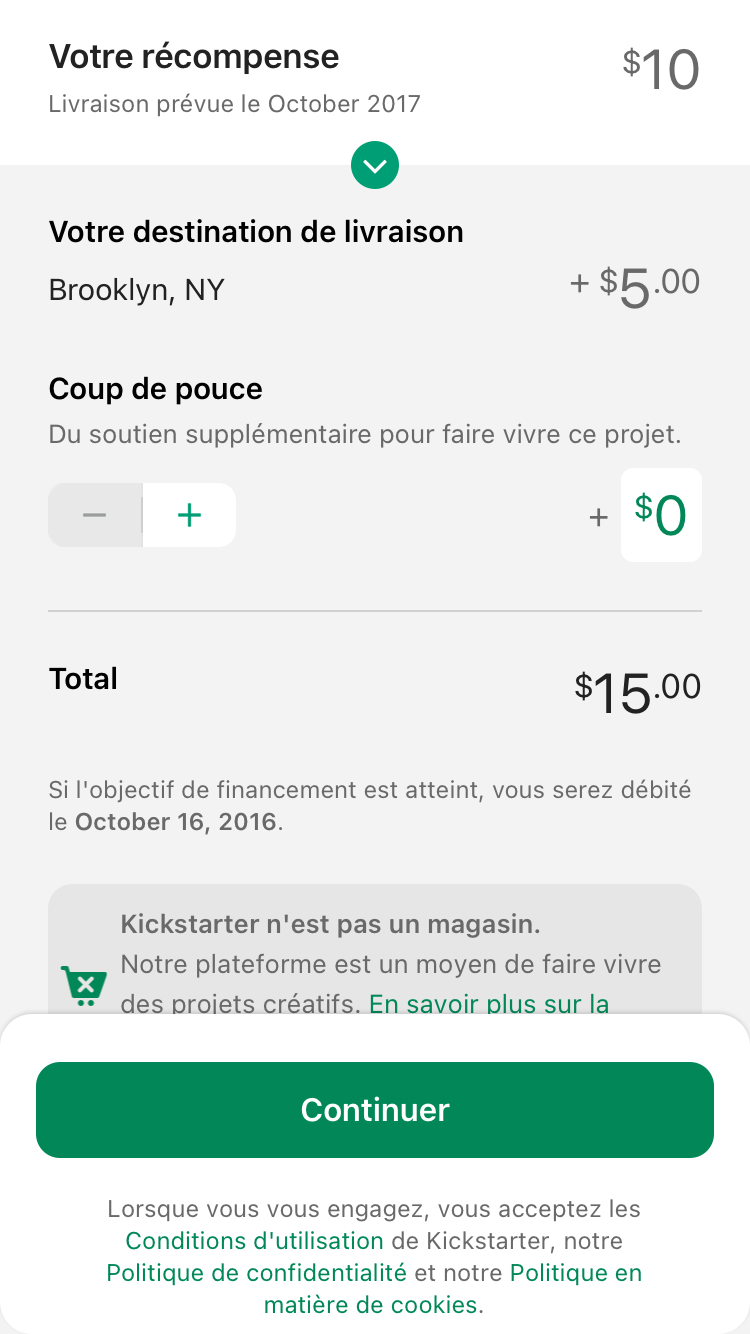 Votre récompense
$10
Livraison prévue le October 2017
Votre destination de livraison
Brooklyn, NY
+ $5.00
Coup de pouce
Du soutien supplémentaire pour faire vivre ce projet.
− +
+ $0
Total
$15.00
Si l'objectif de financement est atteint, vous serez débité
le October 16, 2016.
Kickstarter n'est pas un magasin.
Notre plateforme est un moyen de faire vivre
des projets créatifs. En savoir plus sur la
Continuer
Lorsque vous vous engagez, vous acceptez les
Conditions d'utilisation de Kickstarter, notre
Politique de confidentialité et notre Politique en
matière de cookies.